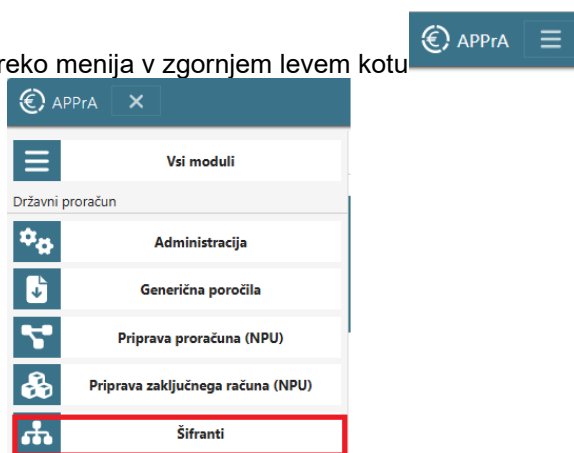 APPrA
reko menija v zgornjem levem kotu
APPrA
Vsi moduli
Državni proračun
Administracija
Generična poročila
Priprava proračuna (NPU)
Priprava zaključnega računa (NPU)
Šifranti